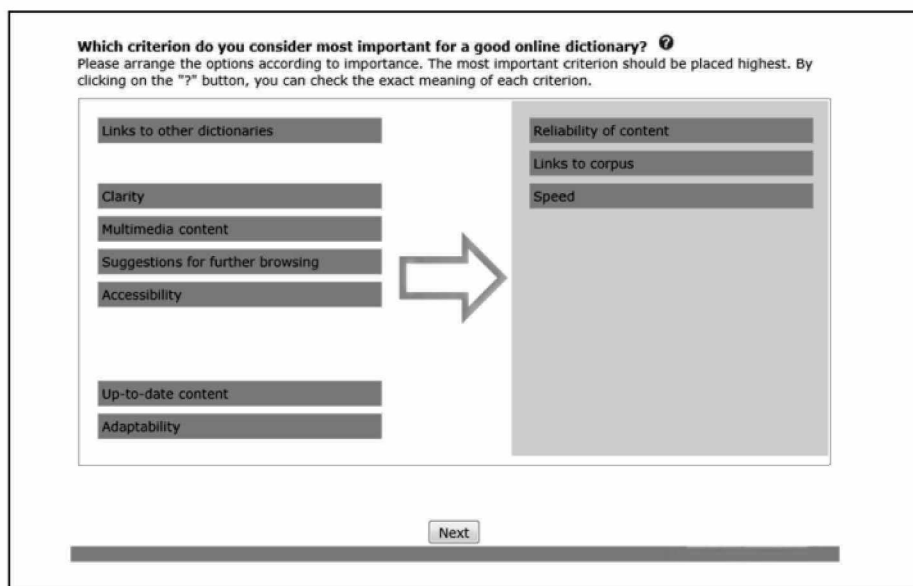 Which criterion do you consider most important for a good online dictionary? ?
Please arrange the options according to importance. The most important criterion should be placed highest. By
clicking on the "?" button, you can check the exact meaning of each criterion.
Links to other dictionaries
Clarity
Multimedia content
Suggestions for further browsing
Accessibility
Up-to-date content
Adaptability
Reliability of content
Links to corpus
Speed
Next